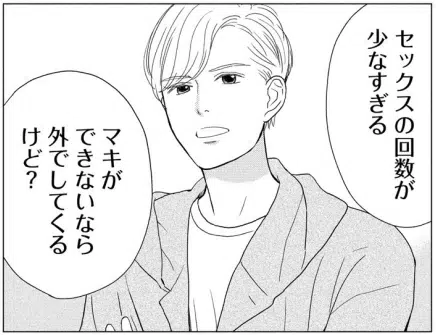 セックスの回数が
少なすぎる
マキが
できないなら
外でしてくる
けど？